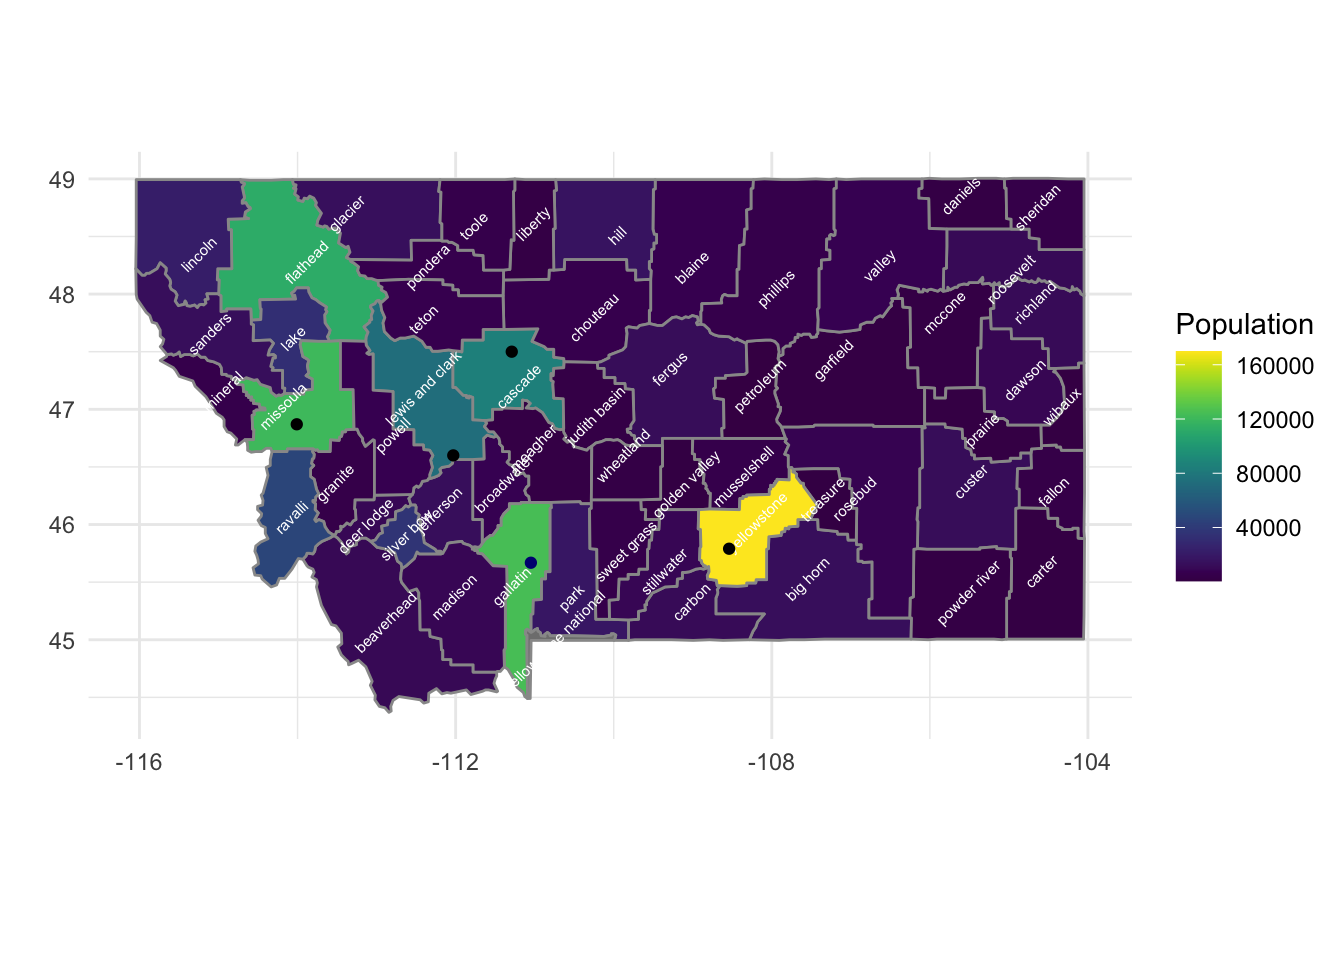 49
48
47
46
45
-116
-112
-108
-104
lincoln
flathead
glacier
toole
liberty
hill
blaine
phillips
valley
daniels
sheridan
roosevelt
richland
pondera
teton
chouteau
sanders
lake
mineral
missoula
lewis and clark
cascade
judith basin
fergus
petroleum
garfield
mccone
dawson
wibaux
prairie
powell
granite
ravalli
deer lodge
silver bow
jefferson
broadwater
meagher
wheatland
golden valley
musselshell
treasure
rosebud
custer
fallon
yellowstone
sweet grass
stillwater
carbon
big horn
powder river
carter
park
gallatin
madison
beaverhead
yellowstone national
Population
160000
120000
80000
40000